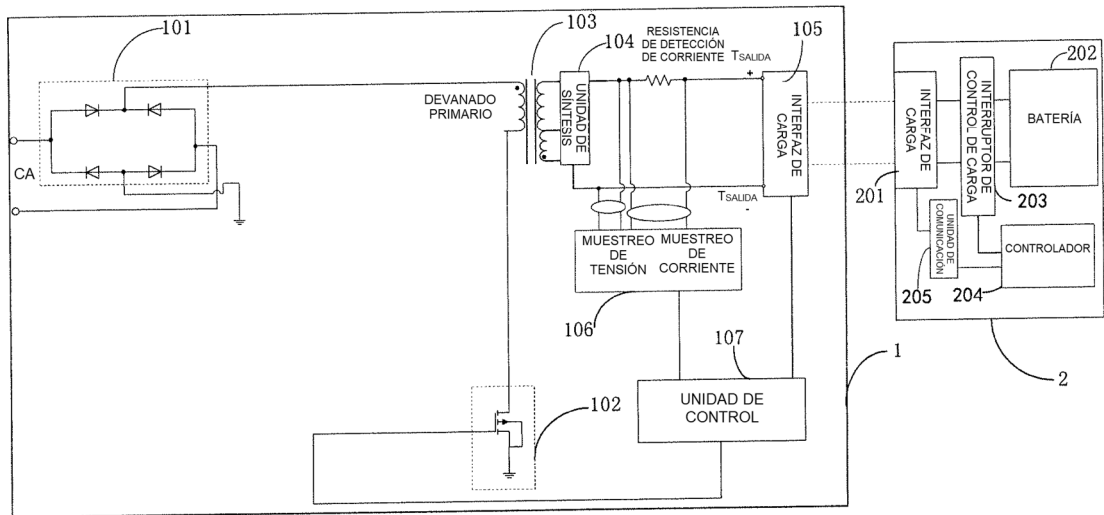 101
CA
103
DEVANADO
PRIMARIO
104
UNIDAD DE
SÍNTESIS
RESISTENCIA
DE DETECCIÓN
DE CORRIENTE
TSALIDA
+
105
INTERFAZ DE
CARGA
TSALIDA
-
MUESTREO
DE
TENSIÓN
MUESTREO
DE
CORRIENTE
106
107
UNIDAD DE
CONTROL
102
1
INTERFAZ DE
CARGA
201
INTERRUPTOR DE
CONTROL DE CARGA
203
202
BATERÍA
UNIDAD DE
COMUNICACIÓN
205
CONTROLADOR
204
2